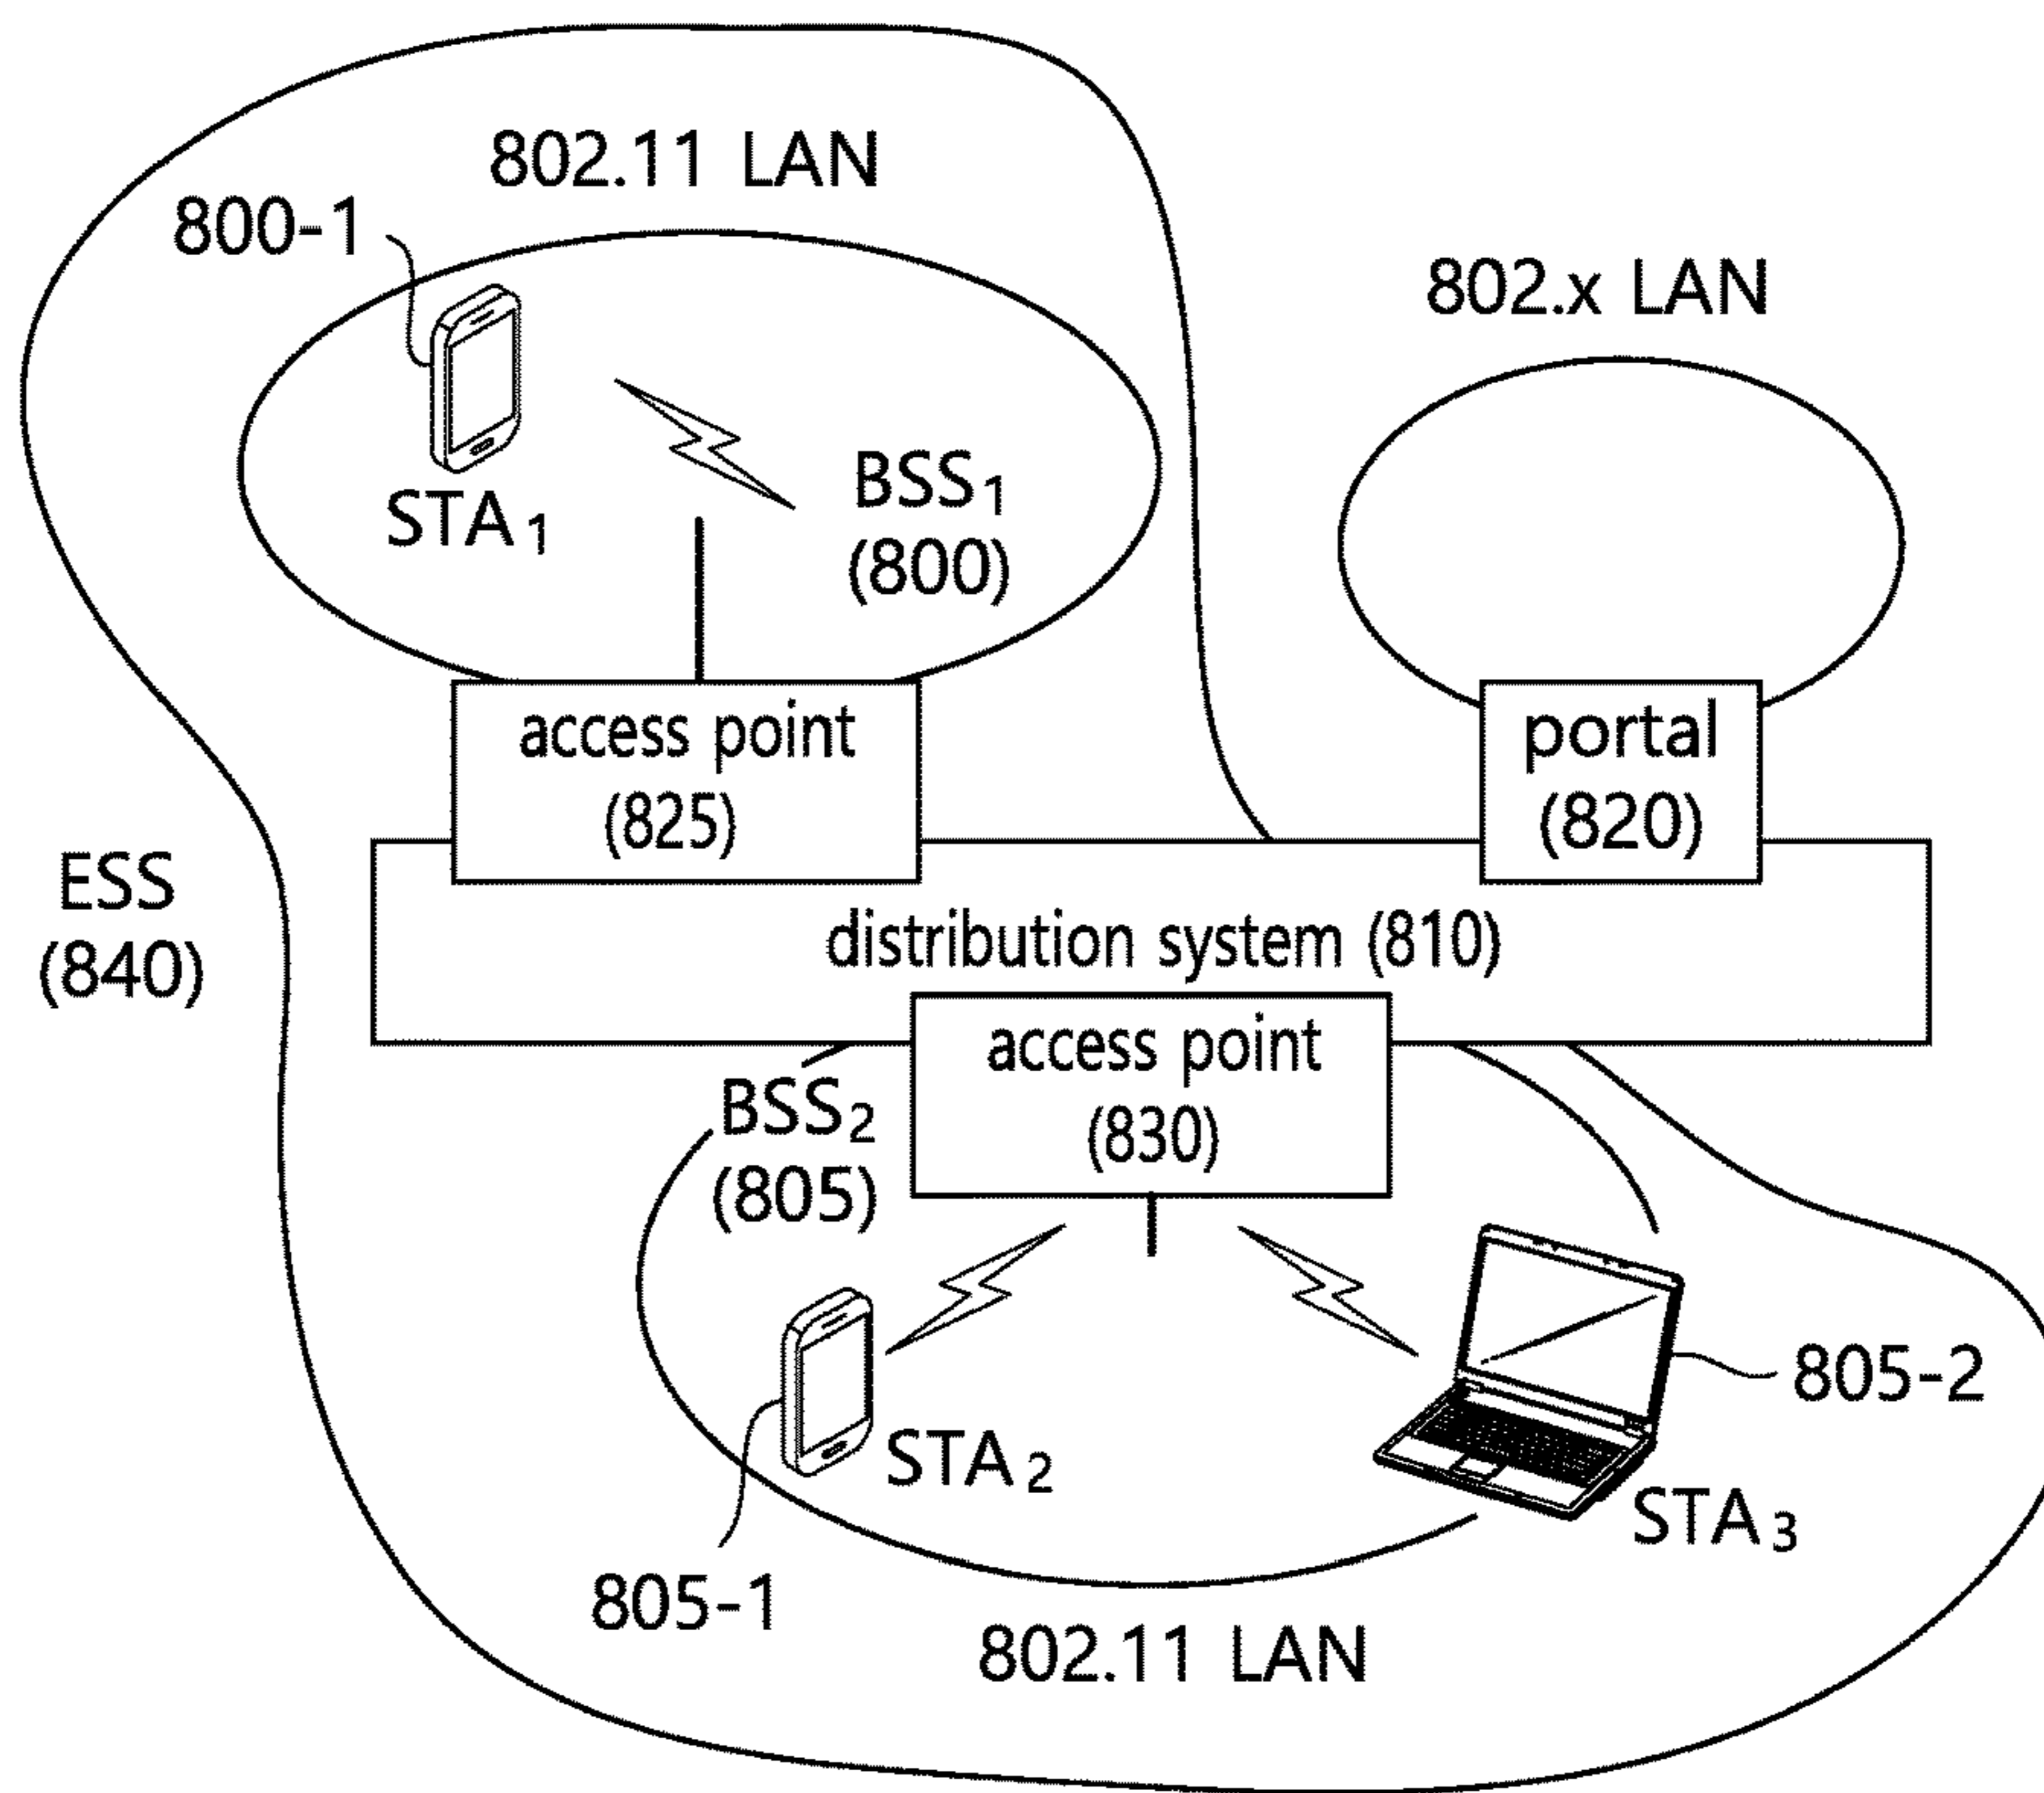 802.11 LAN
800-1
802.x LAN
STA1
BSS1
(800)
access point
(825)
portal
(820)
ESS
(840)
distribution system (810)
access point
(830)
BSS2
(805)
805-2
STA2
STA3
805-1
802.11 LAN